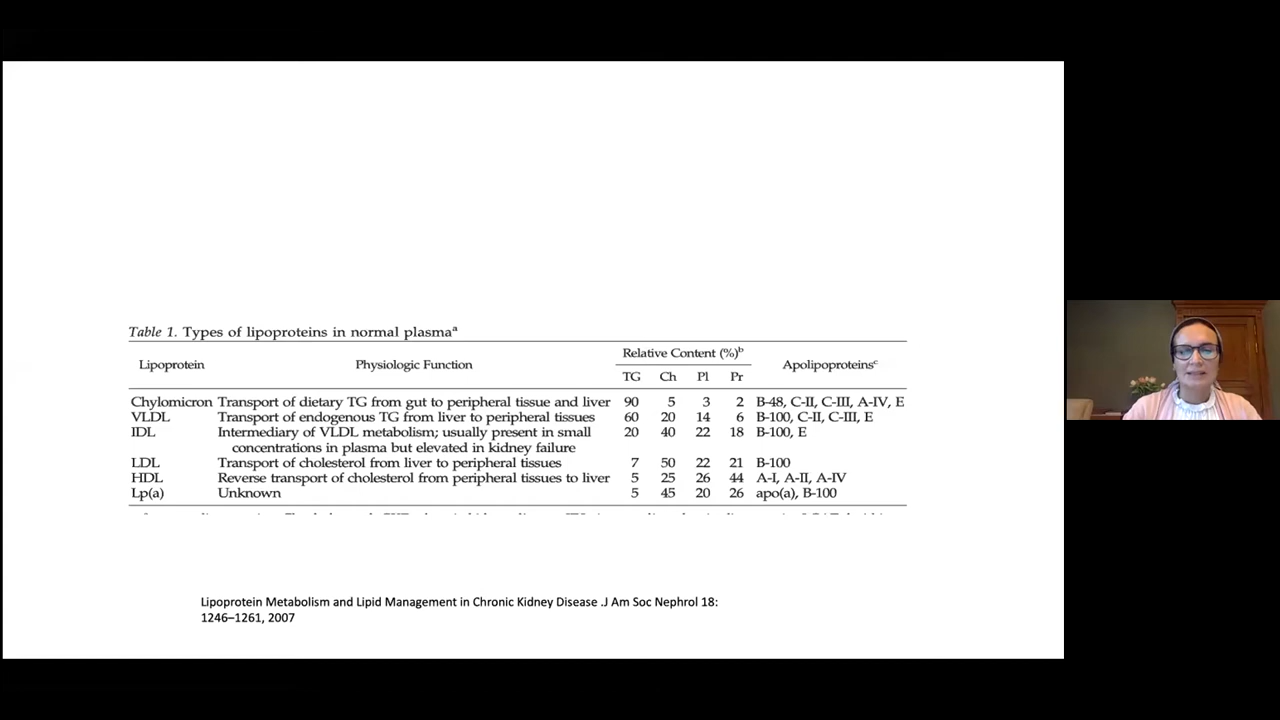 Table 1. Types of lipoproteins in normal plasmaᵃ
Lipoprotein Physiologic Function Relative Content (%)ᵇ Apolipoproteinsᶜ
TG Ch Pl Pr
Chylomicron Transport of dietary TG from gut to peripheral tissue and liver 90 5 3 2 B-48, C-II, C-III, A-IV, E
VLDL Transport of endogenous TG from liver to peripheral tissues 60 20 14 6 B-100, C-II, C-III, E
IDL Intermediary of VLDL metabolism; usually present in small 20 40 22 18 B-100, E
concentrations in plasma but elevated in kidney failure
LDL Transport of cholesterol from liver to peripheral tissues 7 50 22 21 B-100
HDL Reverse transport of cholesterol from peripheral tissues to liver 5 25 26 44 A-I, A-II, A-IV
Lp(a) Unknown 5 45 20 26 apo(a), B-100
Lipoprotein Metabolism and Lipid Management in Chronic Kidney Disease .J Am Soc Nephrol 18:
1246–1261, 2007